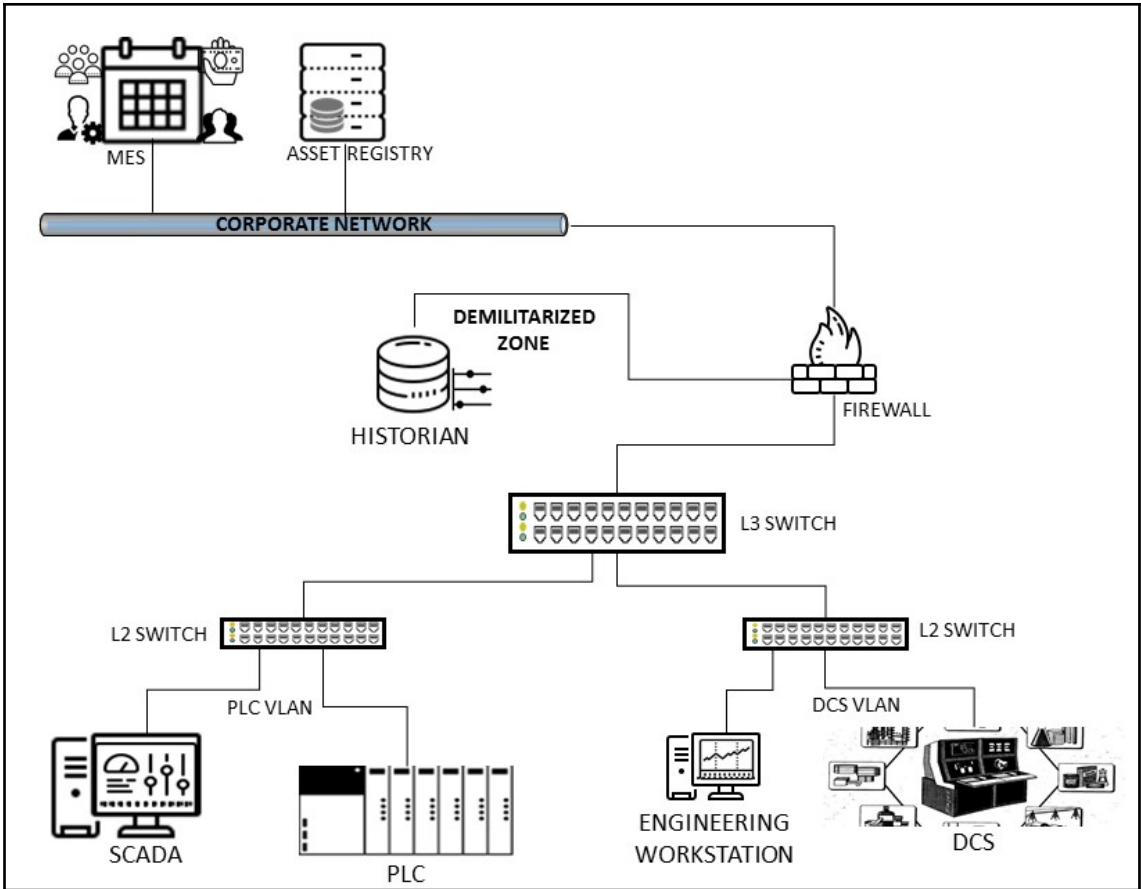 MES
ASSET REGISTRY
CORPORATE NETWORK
DEMILITARIZED
ZONE
HISTORIAN
FIREWALL
L3 SWITCH
L2 SWITCH
L2 SWITCH
PLC VLAN
DCS VLAN
SCADA
PLC
ENGINEERING
WORKSTATION
DCS